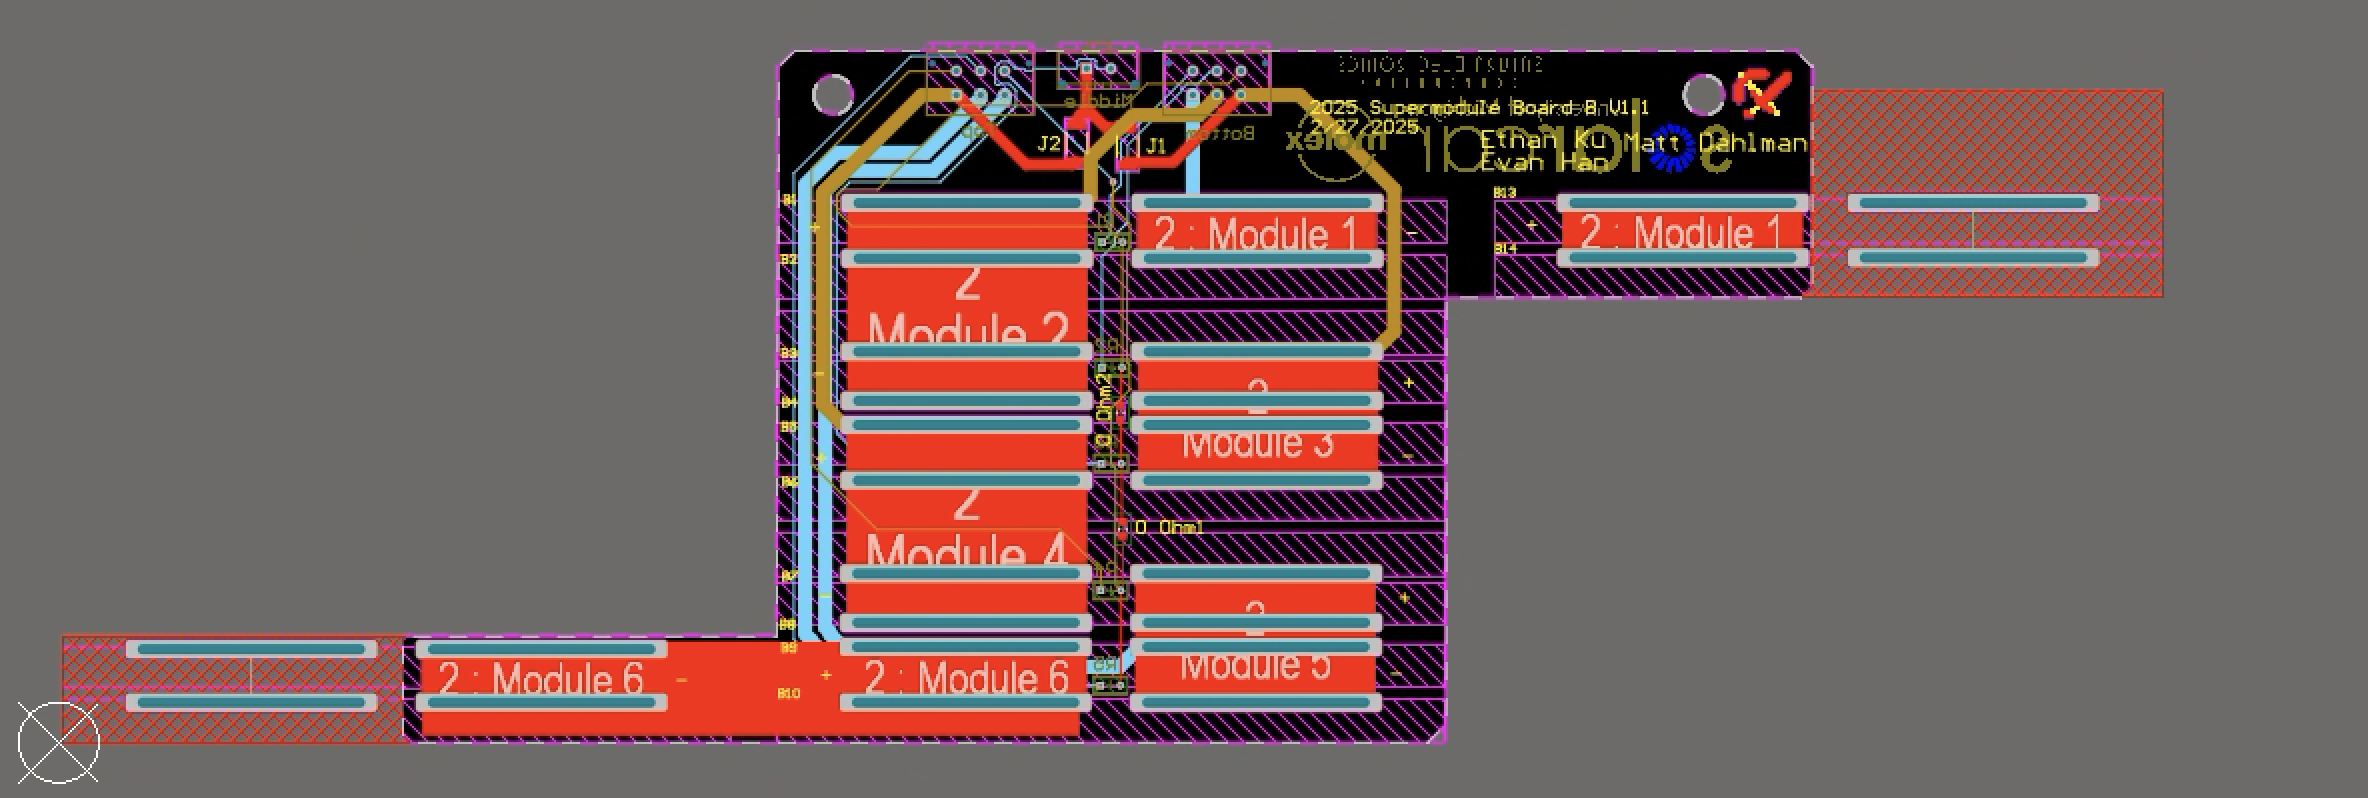 2025 Supermodule Board B V1.1
2/27/2025
molex
Solarcar
Ethan Ku
Matt Dahlman
Evan Han
Top
Middle
Bottom
J2
J1
B1
B13
+
2 : Module 1
-
+
2 : Module 1
B14
B2
2
Module 2
B3
-
+
2
B4
0 Ohm2
B5
Module 3
+
-
B6
2
0 Ohm1
Module 4
B7
-
+
2
B8
B9
2 : Module 6
-
+
2 : Module 6
Module 5
-
B10